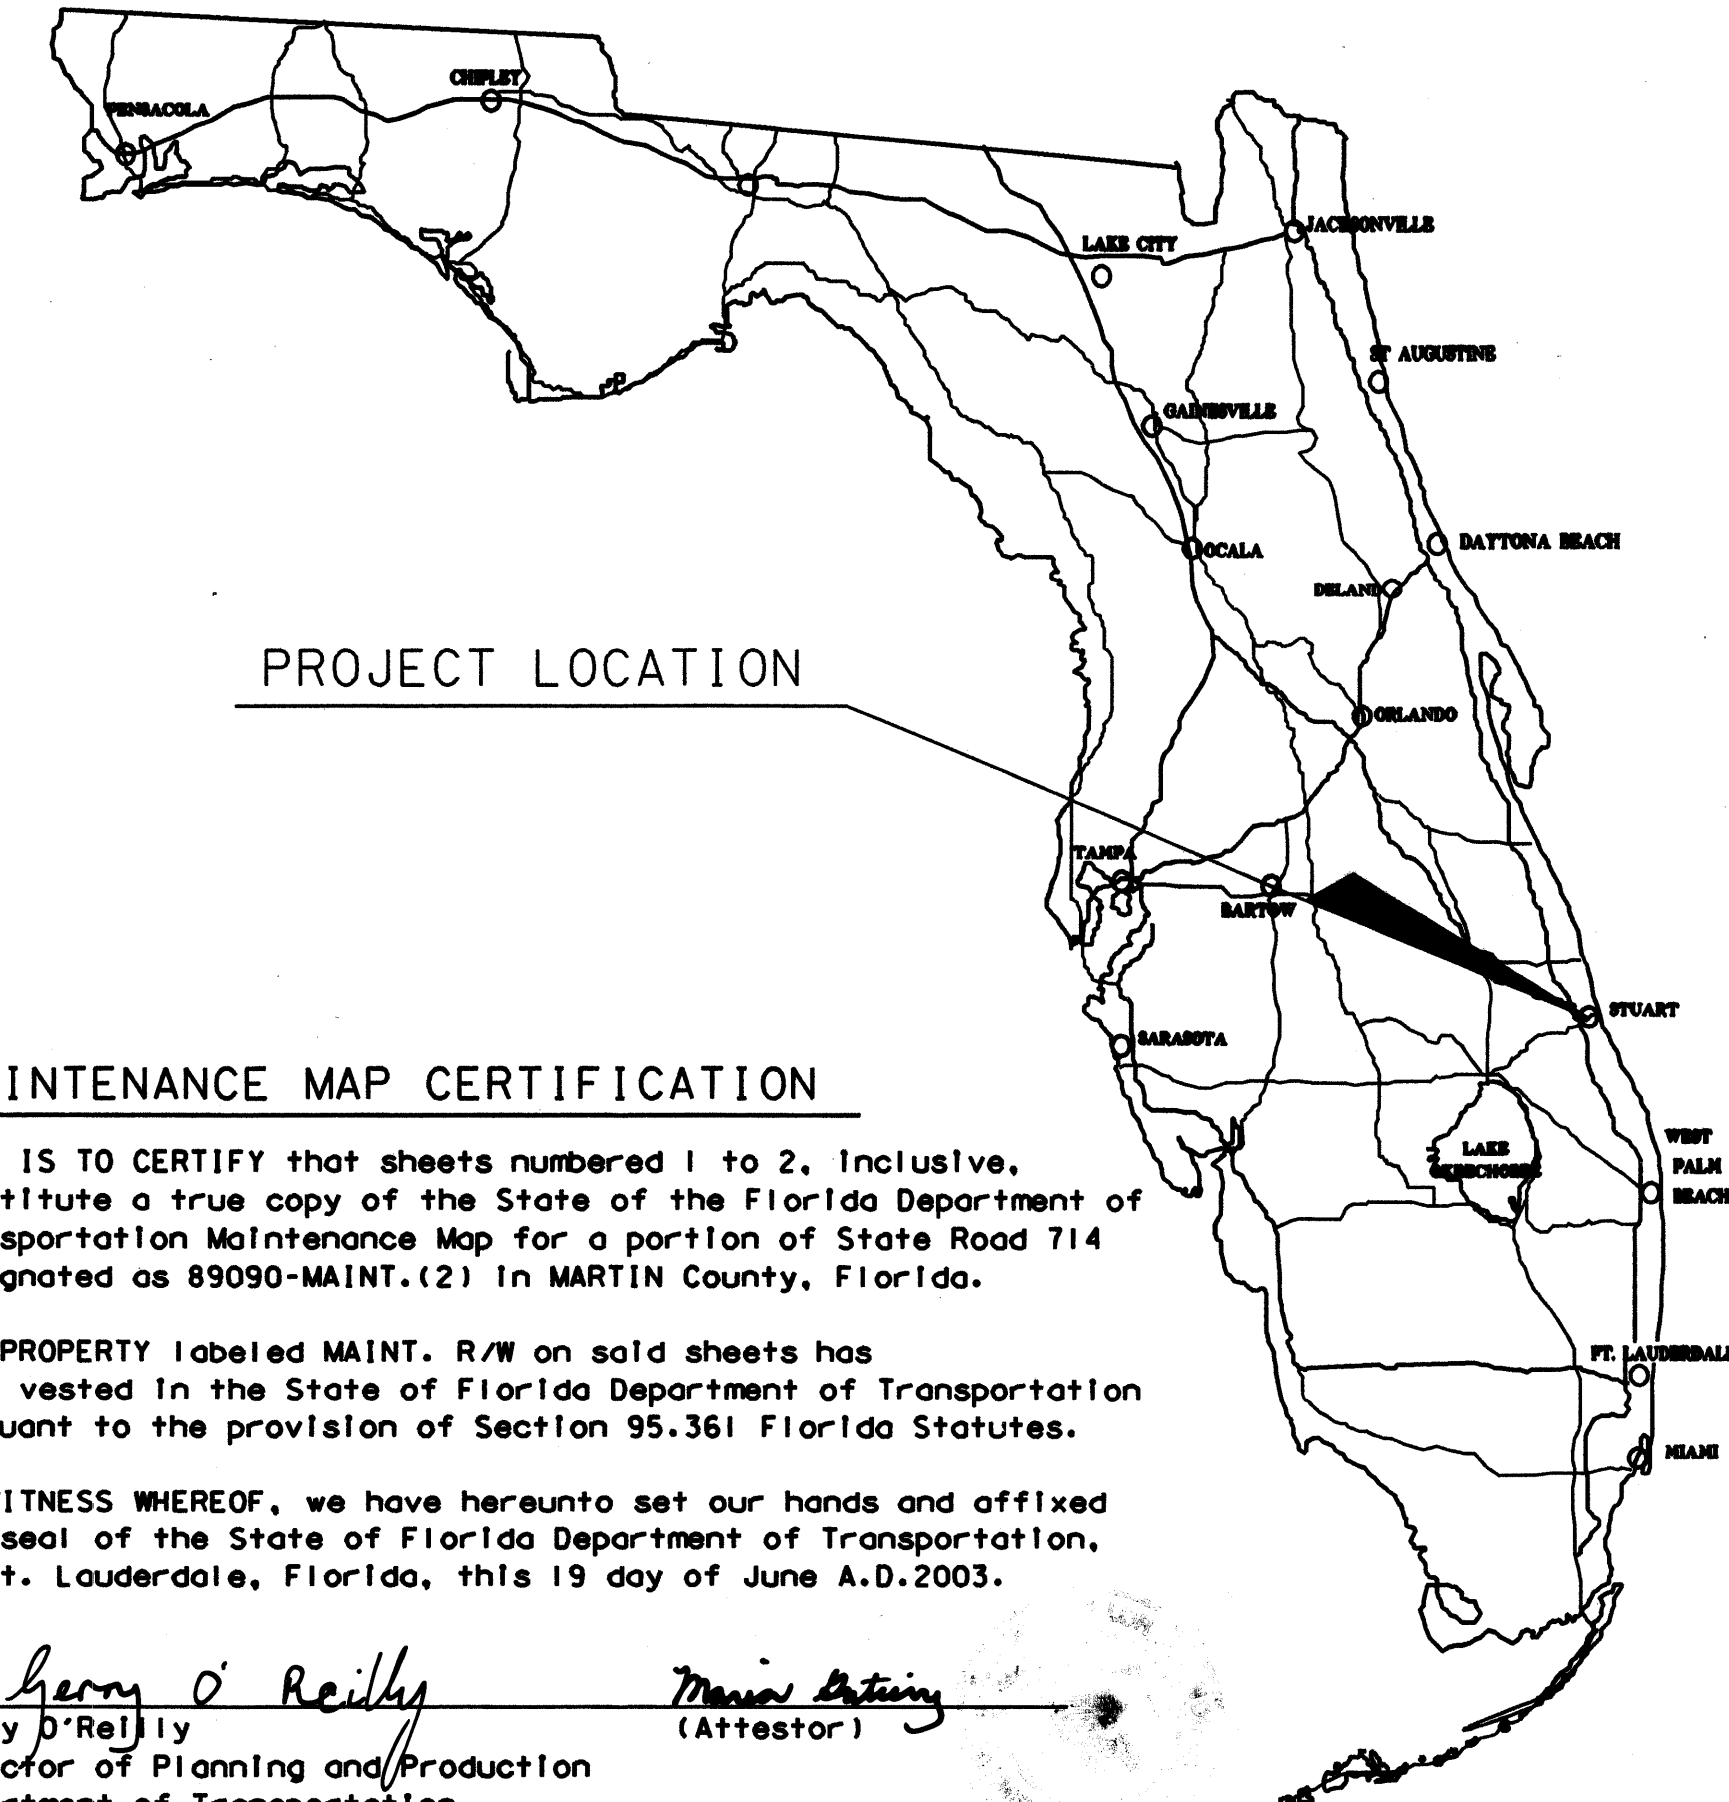 CHIPLEY
PENSACOLA
JACKSONVILLE
LAKE CITY
ST AUGUSTINE
GAINESVILLE
DAYTONA BEACH
OCALA
DELAND
PROJECT LOCATION
ORLANDO
TAMPA
BARTOW
STUART
SARASOTA
WEST
PALM
BEACH
LAKE
OKEECHOBEE
FT. LAUDERDALE
MIAMI
INTENANCE MAP CERTIFICATION
IS TO CERTIFY that sheets numbered 1 to 2, inclusive,
titute a true copy of the State of the Florida Department of
sportation Maintenance Map for a portion of State Road 714
gnated as 89090-MAINT.(2) in MARTIN County, Florida.
PROPERTY labeled MAINT. R/W on said sheets has
vested in the State of Florida Department of Transportation
uant to the provision of Section 95.361 Florida Statutes.
ITNESS WHEREOF, we have hereunto set our hands and affixed
seal of the State of Florida Department of Transportation,
t. Lauderdale, Florida, this 19 day of June A.D.2003.
Gerry O'Reilly Maria
y O'Reilly (Attestor)
ctor of Planning and Production
artment of Transportation